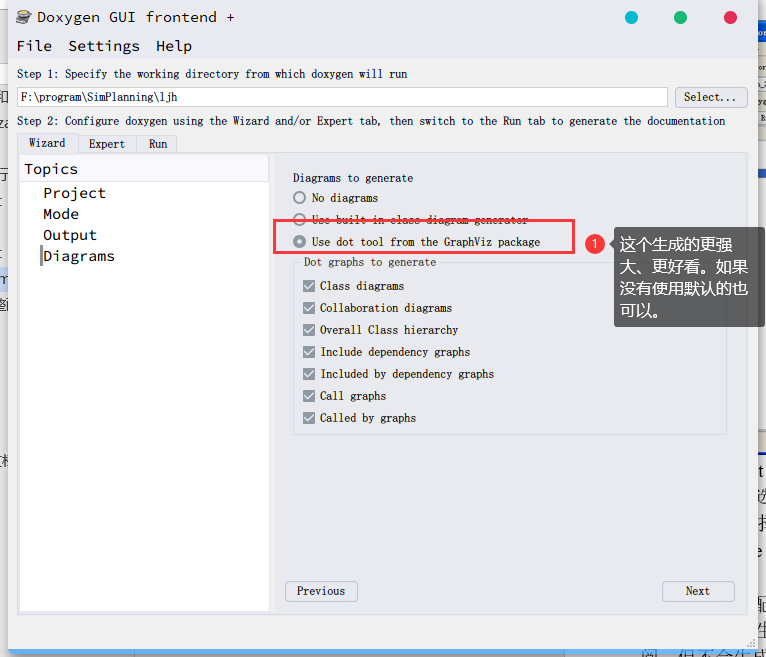 Doxygen GUI frontend +
File Settings Help
Step 1: Specify the working directory from which doxygen will run
F:\program\SimPlanning\ljh
Select...
Step 2: Configure doxygen using the Wizard and/or Expert tab, then switch to the Run tab to generate the documentation
Wizard Expert Run
Topics
Project
Mode
Output
Diagrams
Diagrams to generate
No diagrams
Use built-in class diagram generator
Use dot tool from the GraphViz package
1
这个生成的更强
大、更好看。如果
没有使用默认的也
可以。
Dot graphs to generate
Class diagrams
Collaboration diagrams
Overall Class hierarchy
Include dependency graphs
Included by dependency graphs
Call graphs
Called by graphs
Previous
Next